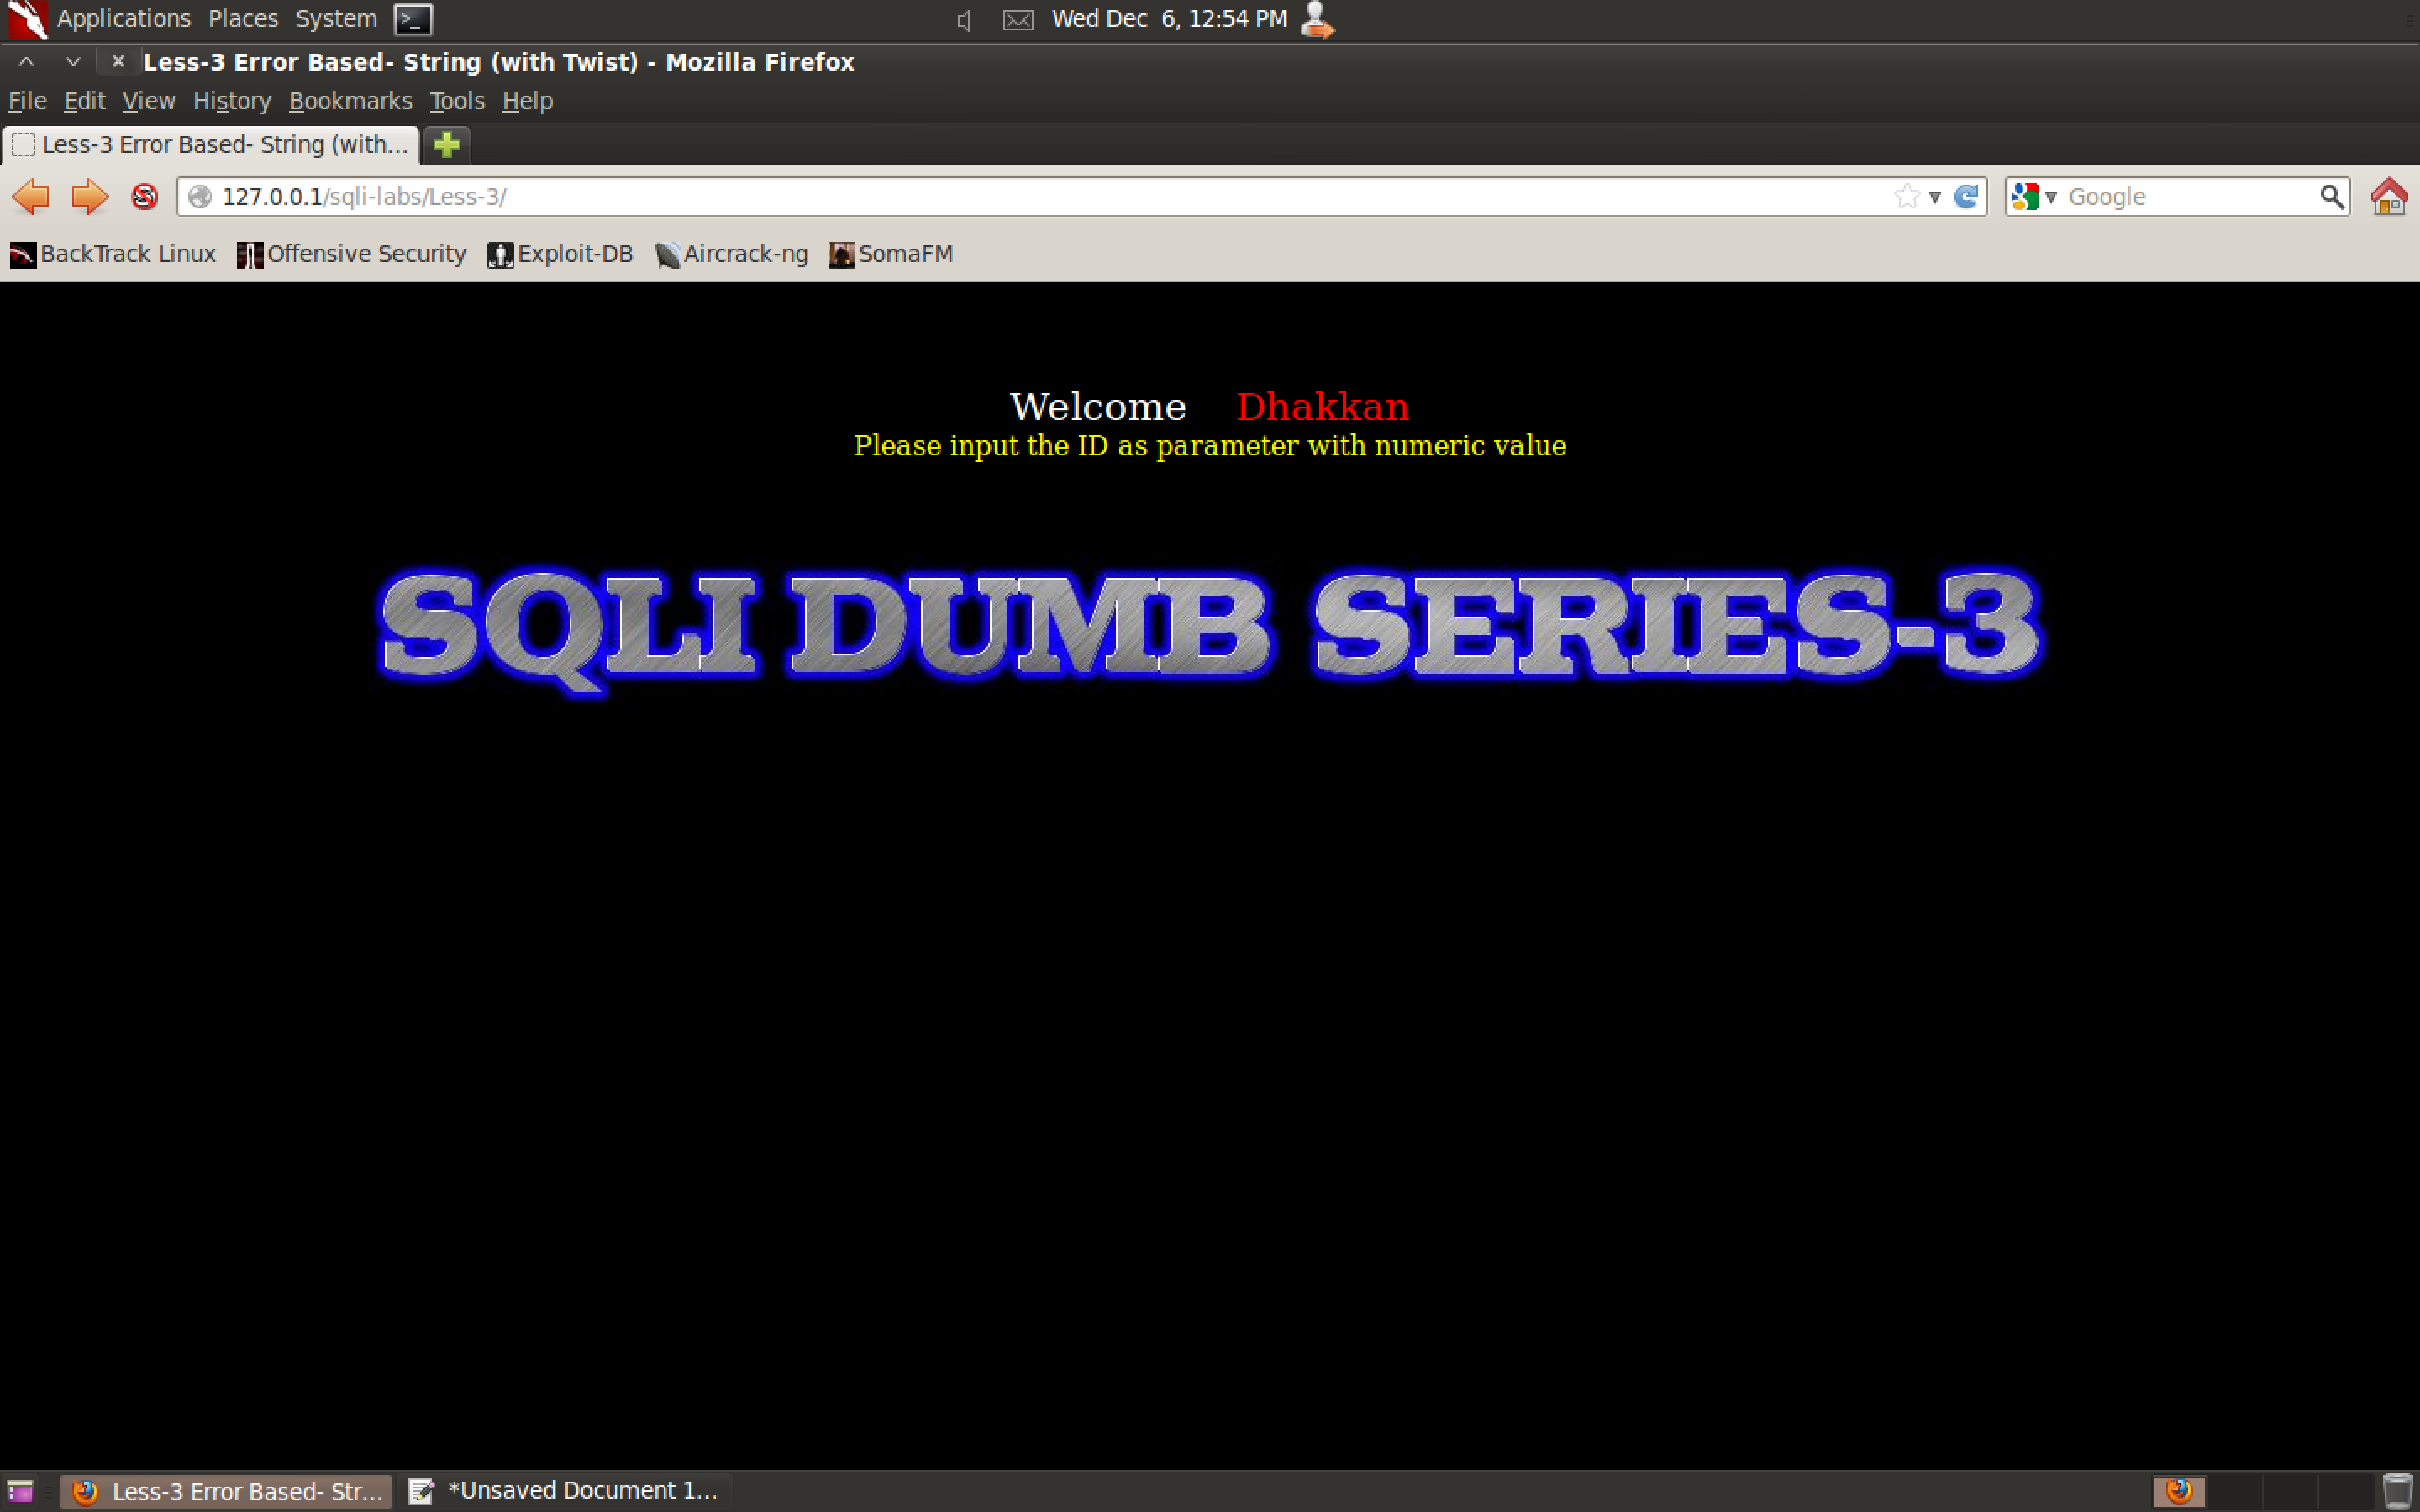 Applications Places System Wed Dec 6, 12:54 PM
Less-3 Error Based- String (with Twist) - Mozilla Firefox
File Edit View History Bookmarks Tools Help
Less-3 Error Based- String (with...
127.0.0.1/sqli-labs/Less-3/ Google
BackTrack Linux Offensive Security Exploit-DB Aircrack-ng SomaFM
Welcome Dhakkan
Please input the ID as parameter with numeric value
SQLI DUMB SERIES-3
Less-3 Error Based- Str... *Unsaved Document 1...